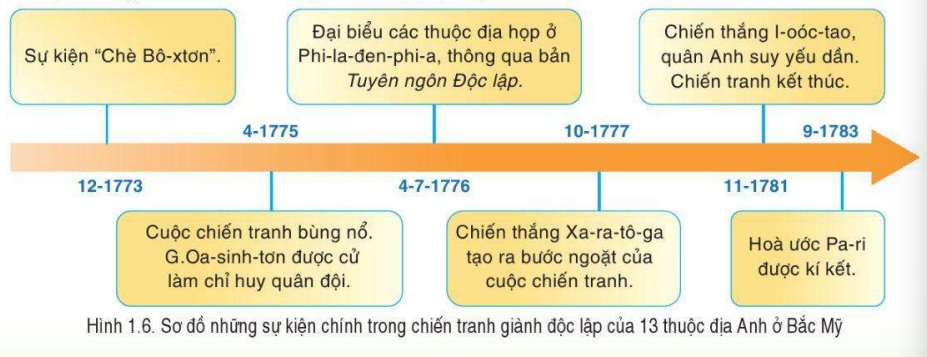 Sự kiện “Chè Bô-xtơn”.
Đại biểu các thuộc địa họp ở
Phi-la-đen-phi-a, thông qua bản
Tuyên ngôn Độc lập.
Chiến thắng I-oóc-tao,
quân Anh suy yếu dần.
Chiến tranh kết thúc.
4-1775
10-1777
9-1783
12-1773
4-7-1776
11-1781
Cuộc chiến tranh bùng nổ.
G.Oa-sinh-tơn được cử
làm chỉ huy quân đội.
Chiến thắng Xa-ra-tô-ga
tạo ra bước ngoặt của
cuộc chiến tranh.
Hoà ước Pa-ri
được kí kết.
Hình 1.6. Sơ đồ những sự kiện chính trong chiến tranh giành độc lập của 13 thuộc địa Anh ở Bắc Mỹ